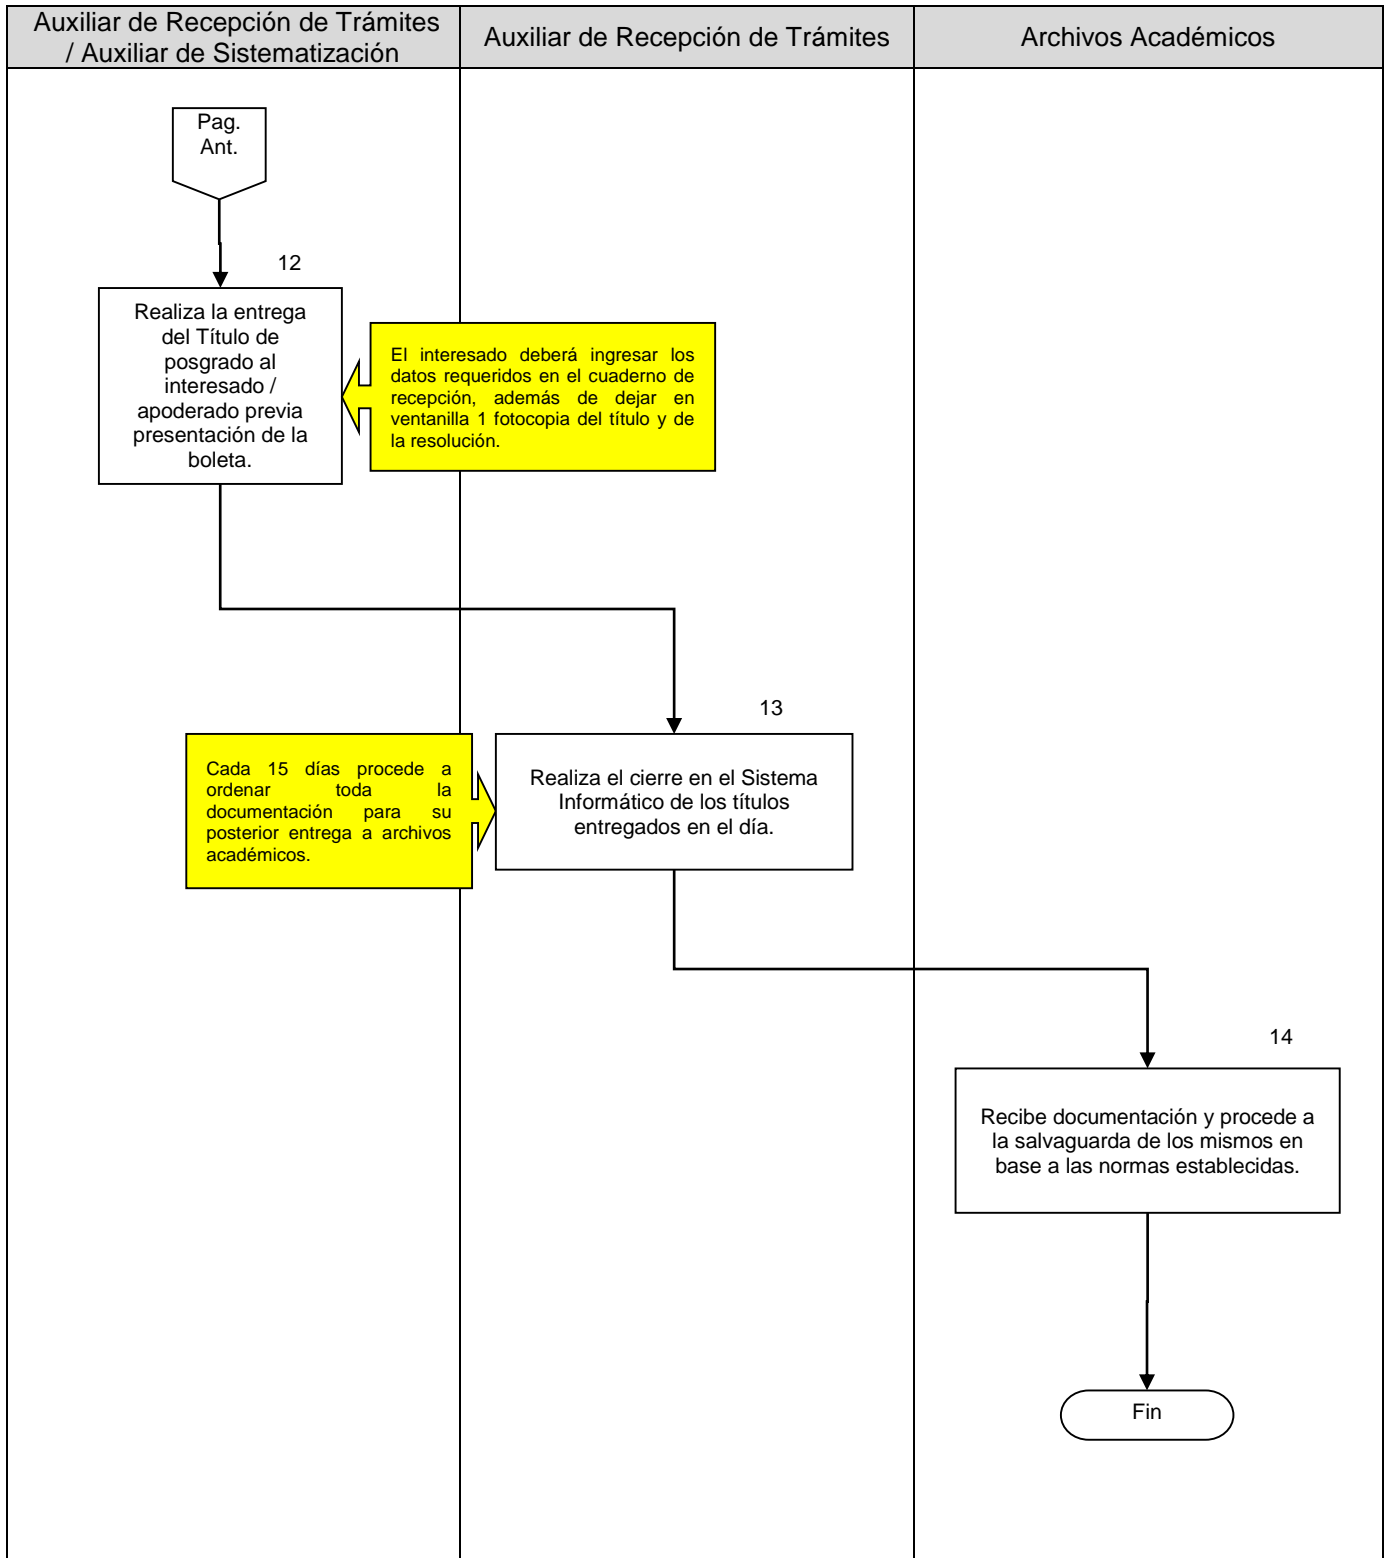 Auxiliar de Recepción de Trámites
/ Auxiliar de Sistematización
Auxiliar de Recepción de Trámites
Archivos Académicos
Pag.
Ant.
12
Realiza la entrega
del Título de
posgrado al
interesado /
apoderado previa
presentación de la
boleta.
El interesado deberá ingresar los
datos requeridos en el cuaderno de
recepción, además de dejar en
ventanilla 1 fotocopia del título y de
la resolución.
13
Cada 15 días procede a
ordenar toda la
documentación para su
posterior entrega a archivos
académicos.
Realiza el cierre en el Sistema
Informático de los títulos
entregados en el día.
14
Recibe documentación y procede a
la salvaguarda de los mismos en
base a las normas establecidas.
Fin